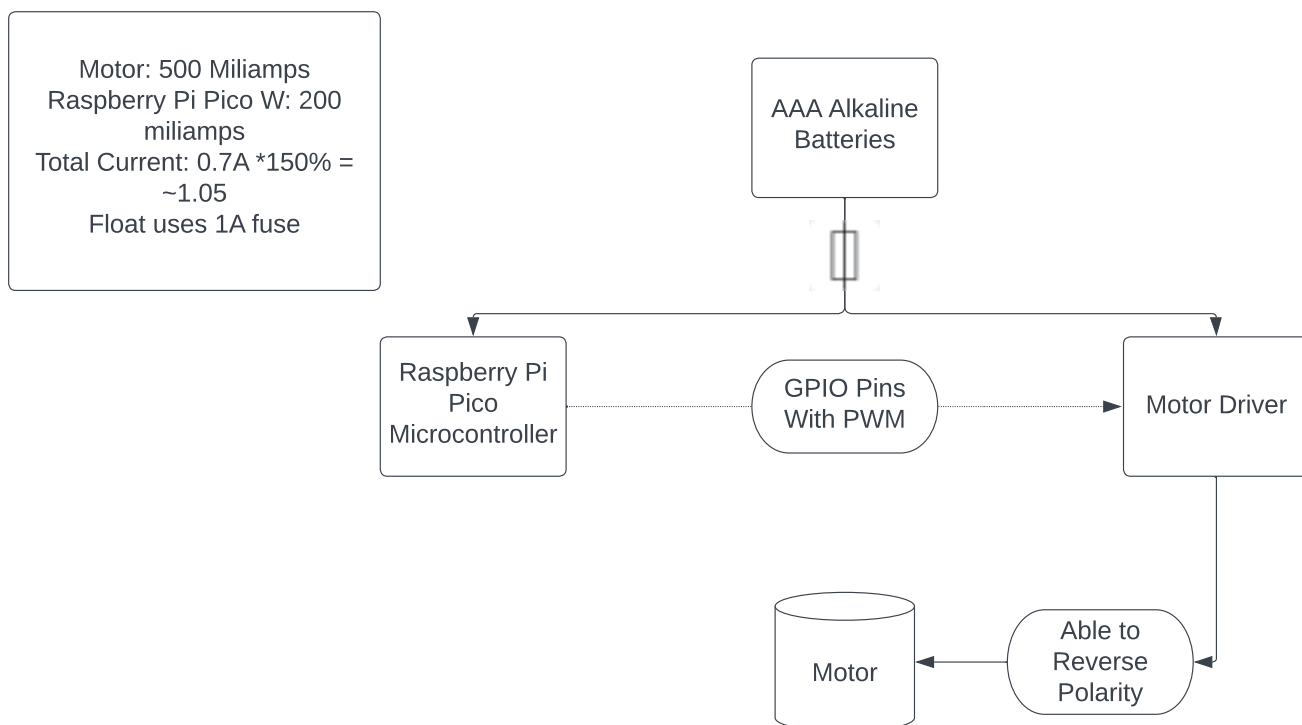 Motor: 500 Miliamps
Raspberry Pi Pico W: 200
miliamps
Total Current: 0.7A *150% =
~1.05
Float uses 1A fuse
AAA Alkaline
Batteries
Raspberry Pi
Pico
Microcontroller
GPIO Pins
With PWM
Motor Driver
Able to
Reverse
Polarity
Motor